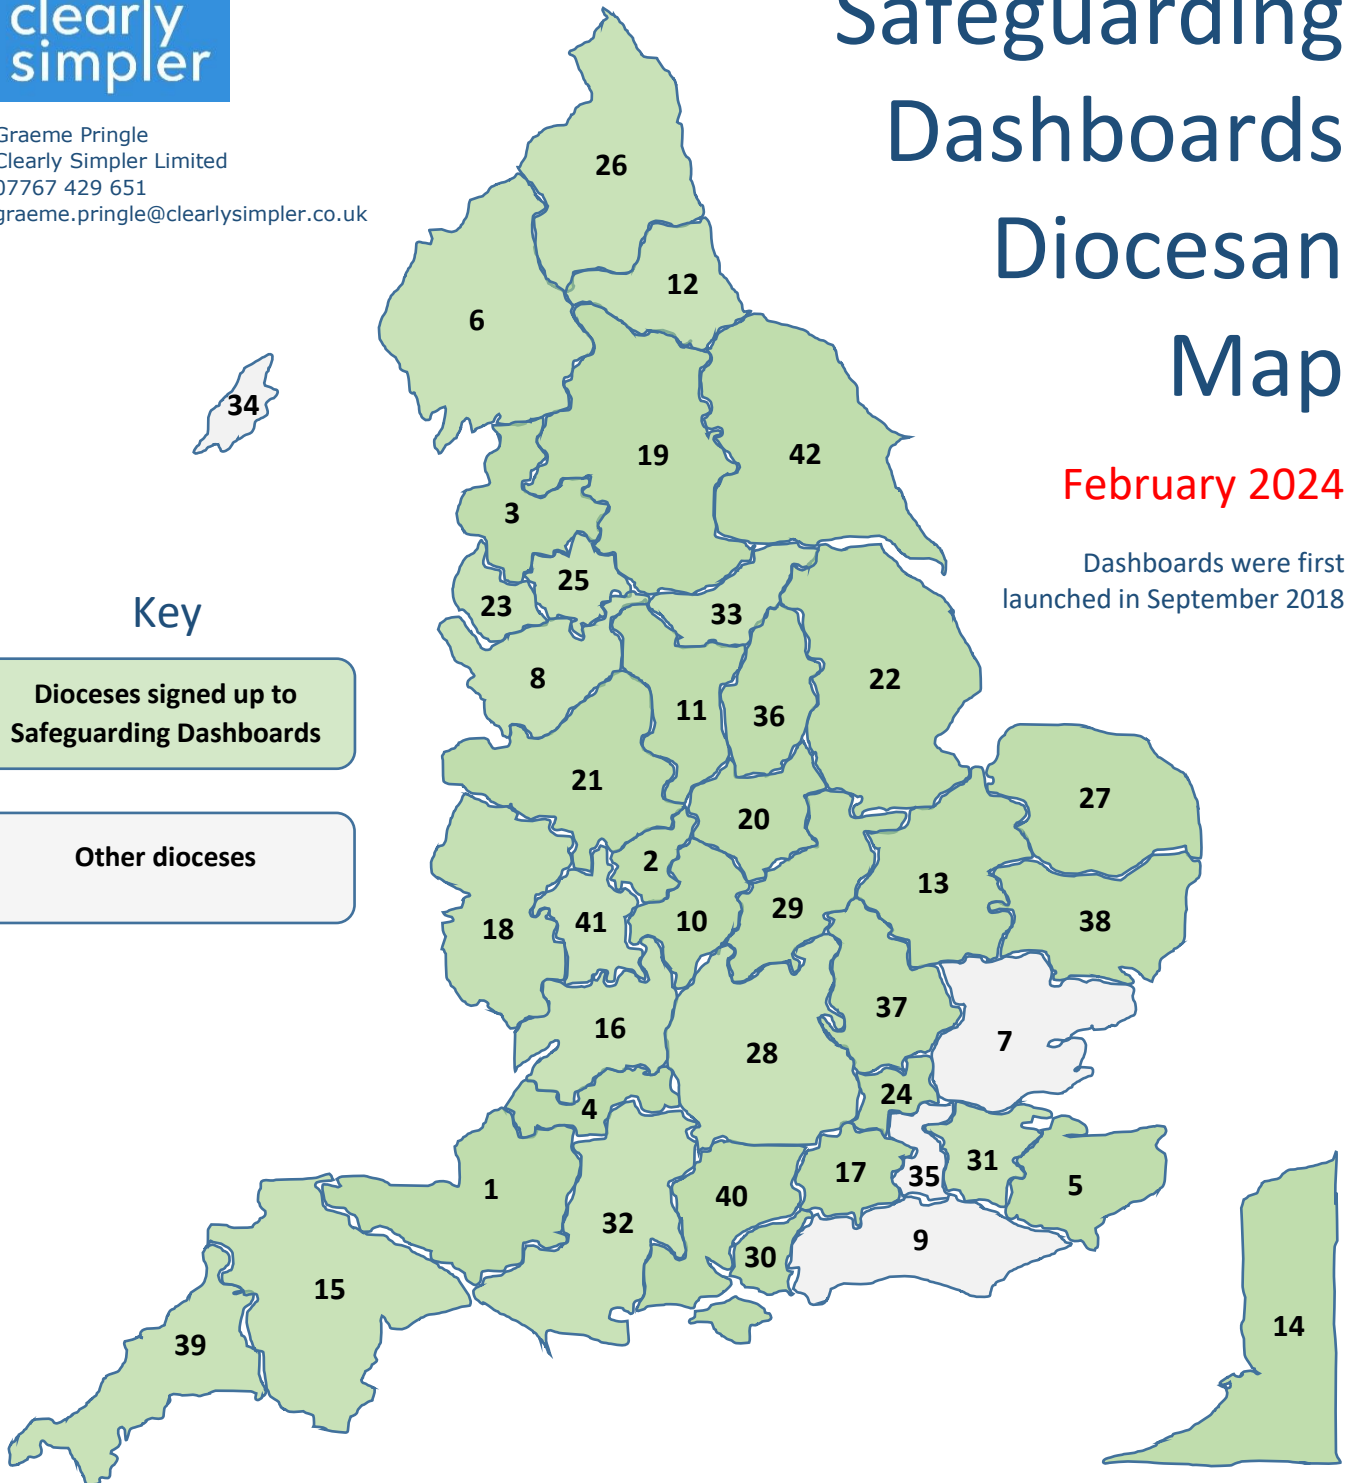 clearly
simpler
Graeme Pringle
Clearly Simpler Limited
07767 429 651
graeme.pringle@clearlysimpler.co.uk
Safeguarding
Dashboards
Diocesan
Map
February 2024
Dashboards were first
launched in September 2018
Key
Dioceses signed up to
Safeguarding Dashboards
Other dioceses
26
12
6
34
19
42
3
25
23
33
8
22
11
36
21
27
20
2
13
29
10
38
41
18
37
16
7
28
24
4
31
17
35
5
1
40
32
9
30
15
14
39